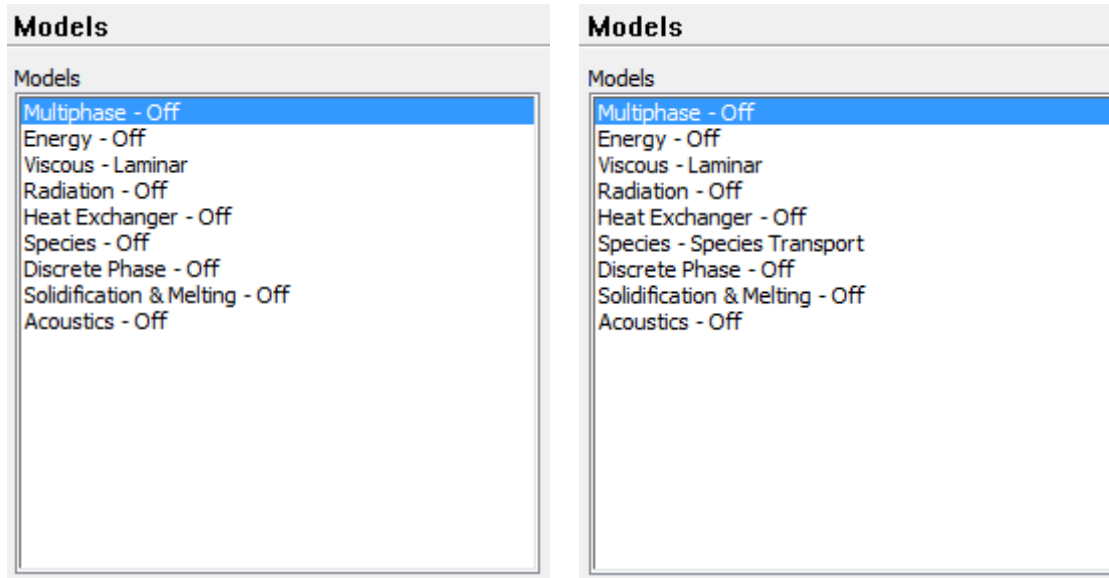 Models
Models
Multiphase - Off
Energy - Off
Viscous - Laminar
Radiation - Off
Heat Exchanger - Off
Species - Off
Discrete Phase - Off
Solidification & Melting - Off
Acoustics - Off
Models
Models
Multiphase - Off
Energy - Off
Viscous - Laminar
Radiation - Off
Heat Exchanger - Off
Species - Species Transport
Discrete Phase - Off
Solidification & Melting - Off
Acoustics - Off